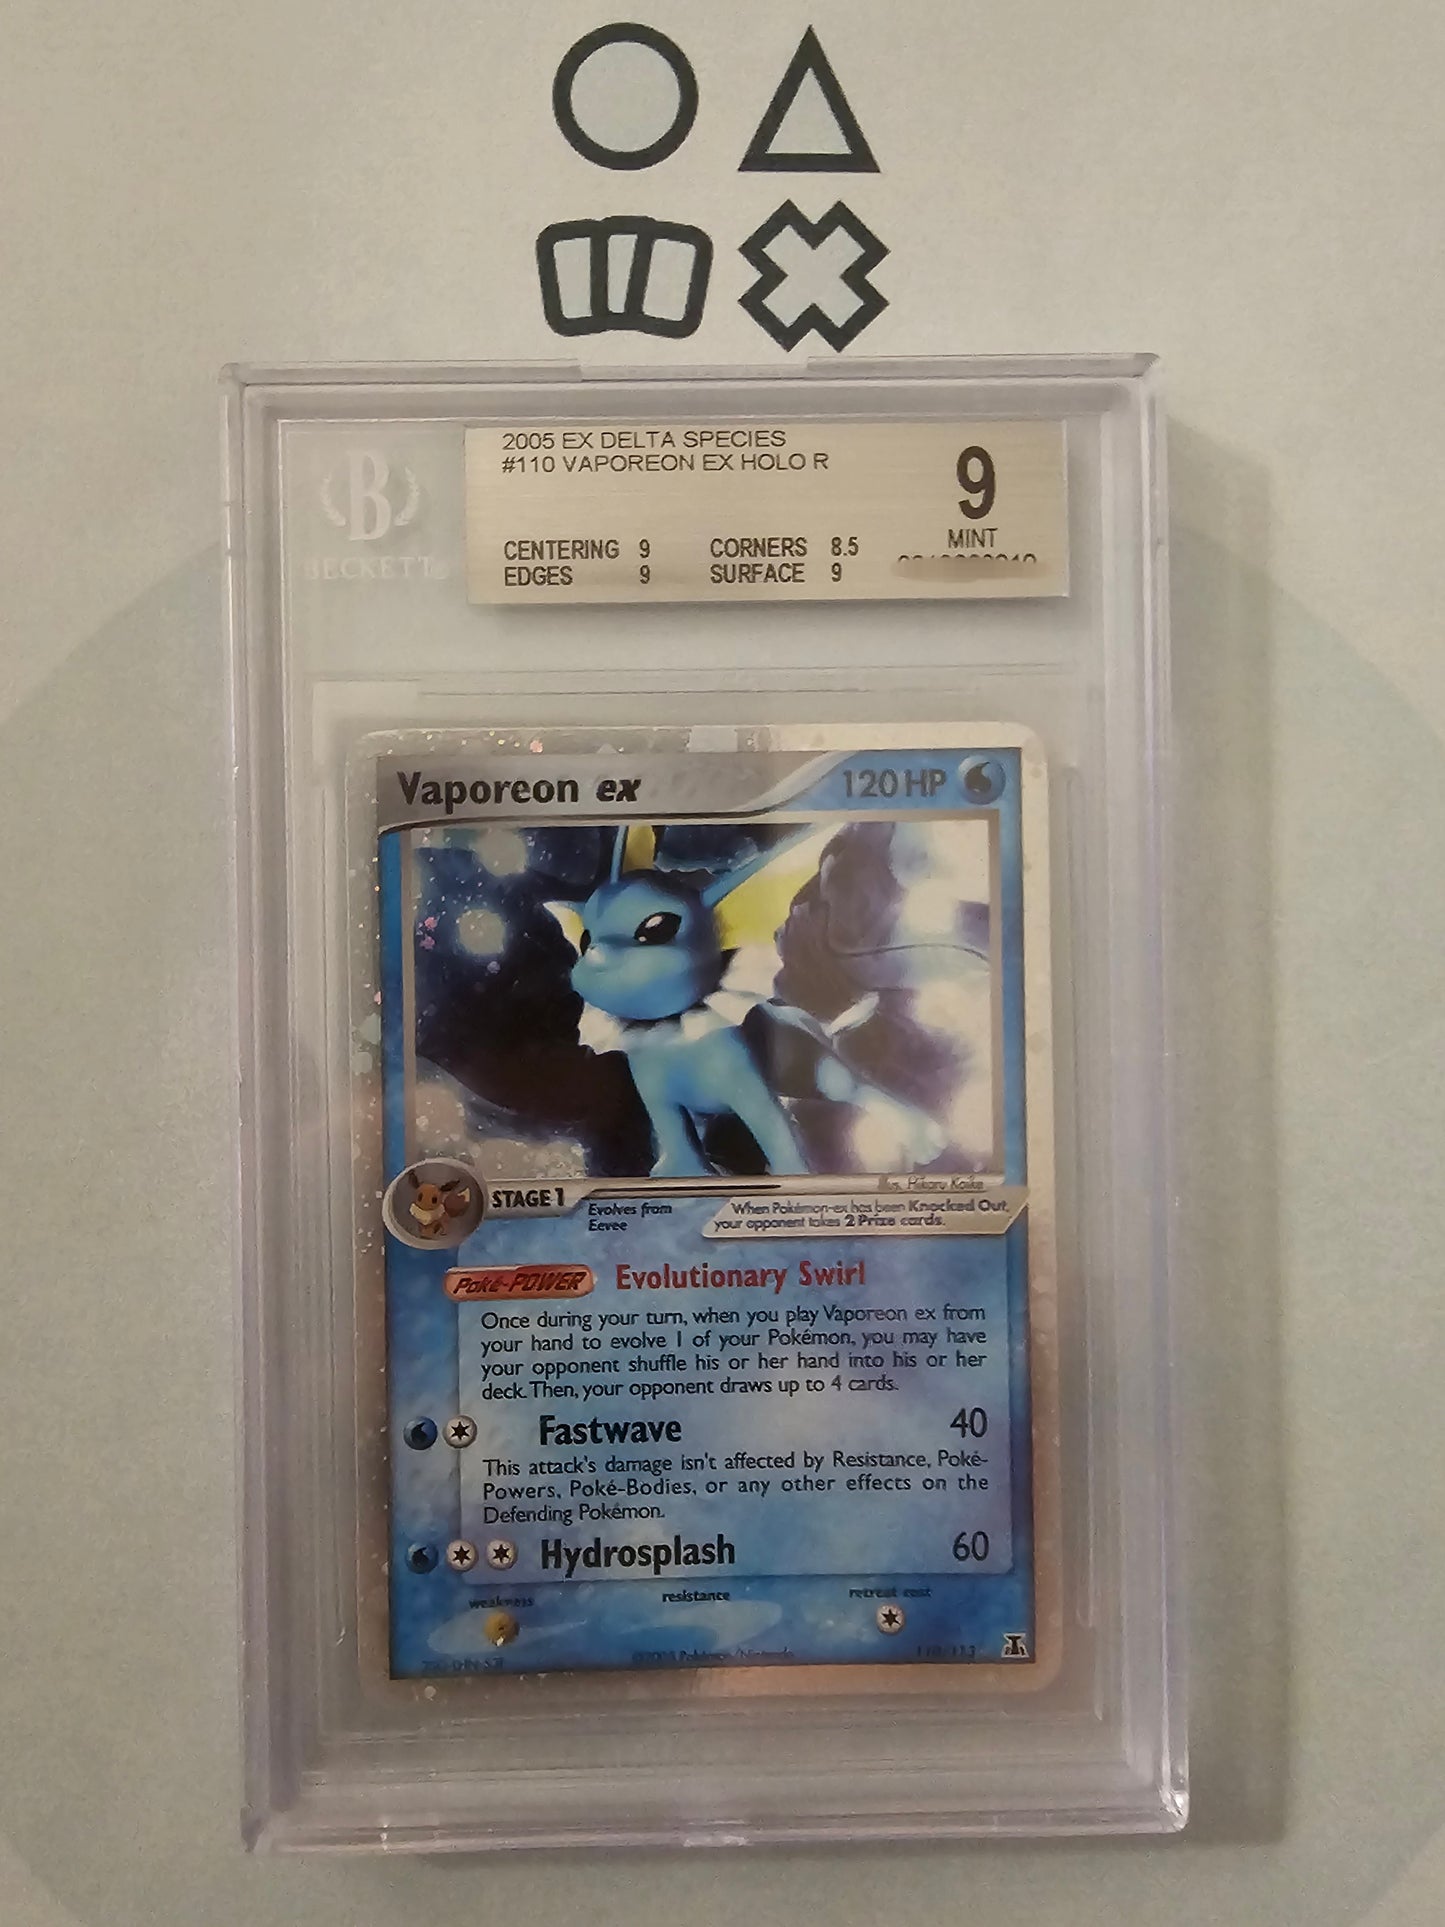 2005 EX DELTA SPECIES
#110 VAPOREON EX HOLO R
9
MINT
CENTERING 9 CORNERS 8.5
EDGES 9 SURFACE 9
B
BECKETT
Vaporeon ex 120 HP
Illus. Hikaru Koike
STAGE 1 Evolves from
Eevee
When Pokémon-ex has been Knocked Out,
your opponent takes 2 Prize cards.
Poké-POWER Evolutionary Swirl
Once during your turn, when you play Vaporeon ex from
your hand to evolve 1 of your Pokémon, you may have
your opponent shuffle his or her hand into his or her
deck. Then, your opponent draws up to 4 cards.
Fastwave 40
This attack's damage isn't affected by Resistance, Poké-
Powers, Poké-Bodies, or any other effects on the
Defending Pokémon.
Hydrosplash 60
weakness resistance retreat cost
©2005 Pokémon/Nintendo 110/113